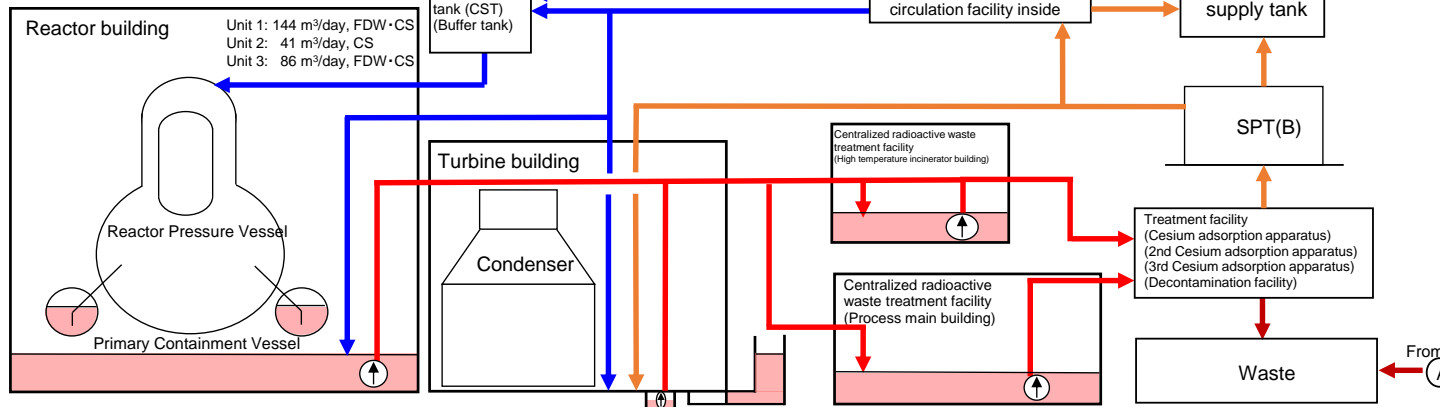 Reactor building
Unit 1: 144 m³/day, FDW・CS
Unit 2: 41 m³/day, CS
Unit 3: 86 m³/day, FDW・CS
tank (CST)
(Buffer tank)
circulation facility inside
supply tank
SPT(B)
Turbine building
Centralized radioactive waste
treatment facility
(High temperature incinerator building)
Reactor Pressure Vessel
Condenser
Treatment facility
(Cesium adsorption apparatus)
(2nd Cesium adsorption apparatus)
(3rd Cesium adsorption apparatus)
(Decontamination facility)
Centralized radioactive
waste treatment facility
(Process main building)
Primary Containment Vessel
Waste
From